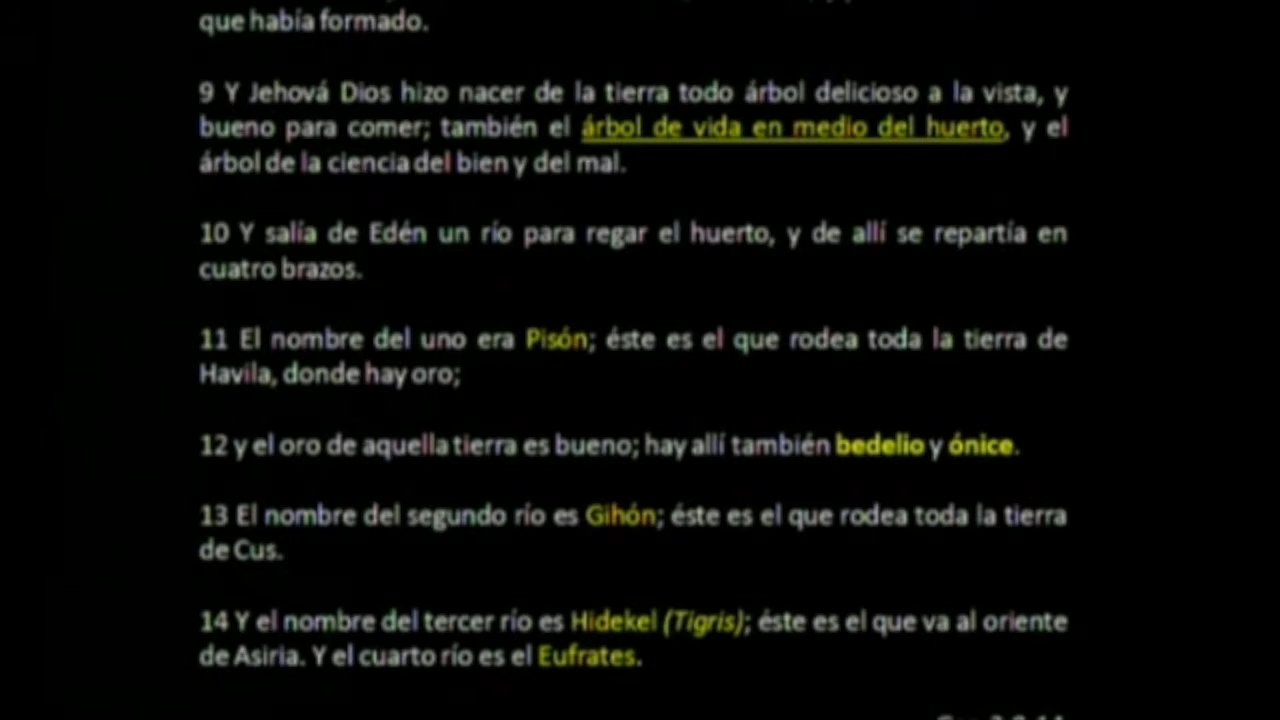 que había formado.
9 Y Jehová Dios hizo nacer de la tierra todo árbol delicioso a la vista, y
bueno para comer; también el árbol de vida en medio del huerto, y el
árbol de la ciencia del bien y del mal.
10 Y salía de Edén un río para regar el huerto, y de allí se repartía en
cuatro brazos.
11 El nombre del uno era Pisón; éste es el que rodea toda la tierra de
Havila, donde hay oro;
12 y el oro de aquella tierra es bueno; hay allí también bedelio y ónice.
13 El nombre del segundo río es Gihón; éste es el que rodea toda la tierra
de Cus.
14 Y el nombre del tercer río es Hidekel (Tigris); éste es el que va al oriente
de Asiria. Y el cuarto río es el Eufrates.